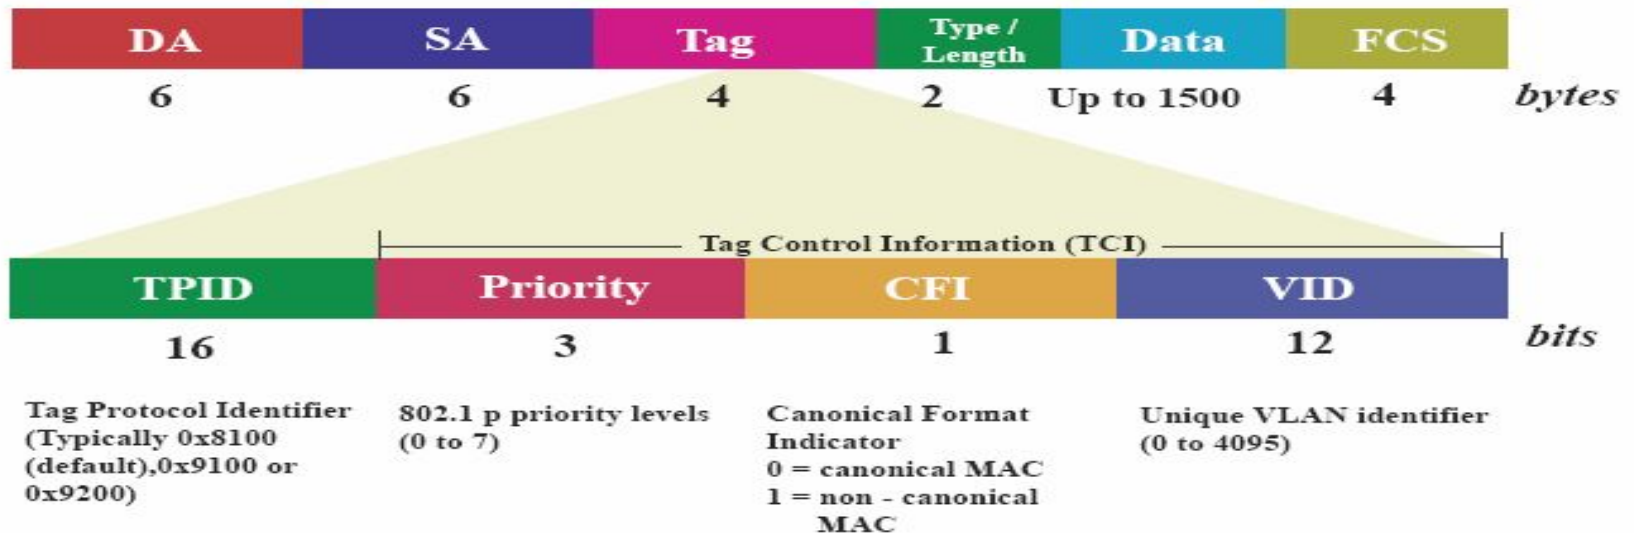 DA SA Tag Type / Length Data FCS
6 6 4 2 Up to 1500 4 bytes
Tag Control Information (TCI)
TPID Priority CFI VID
16 3 1 12 bits
Tag Protocol Identifier
(Typically 0x8100
(default),0x9100 or
0x9200)
802.1 p priority levels
(0 to 7)
Canonical Format
Indicator
0 = canonical MAC
1 = non - canonical
MAC
Unique VLAN identifier
(0 to 4095)